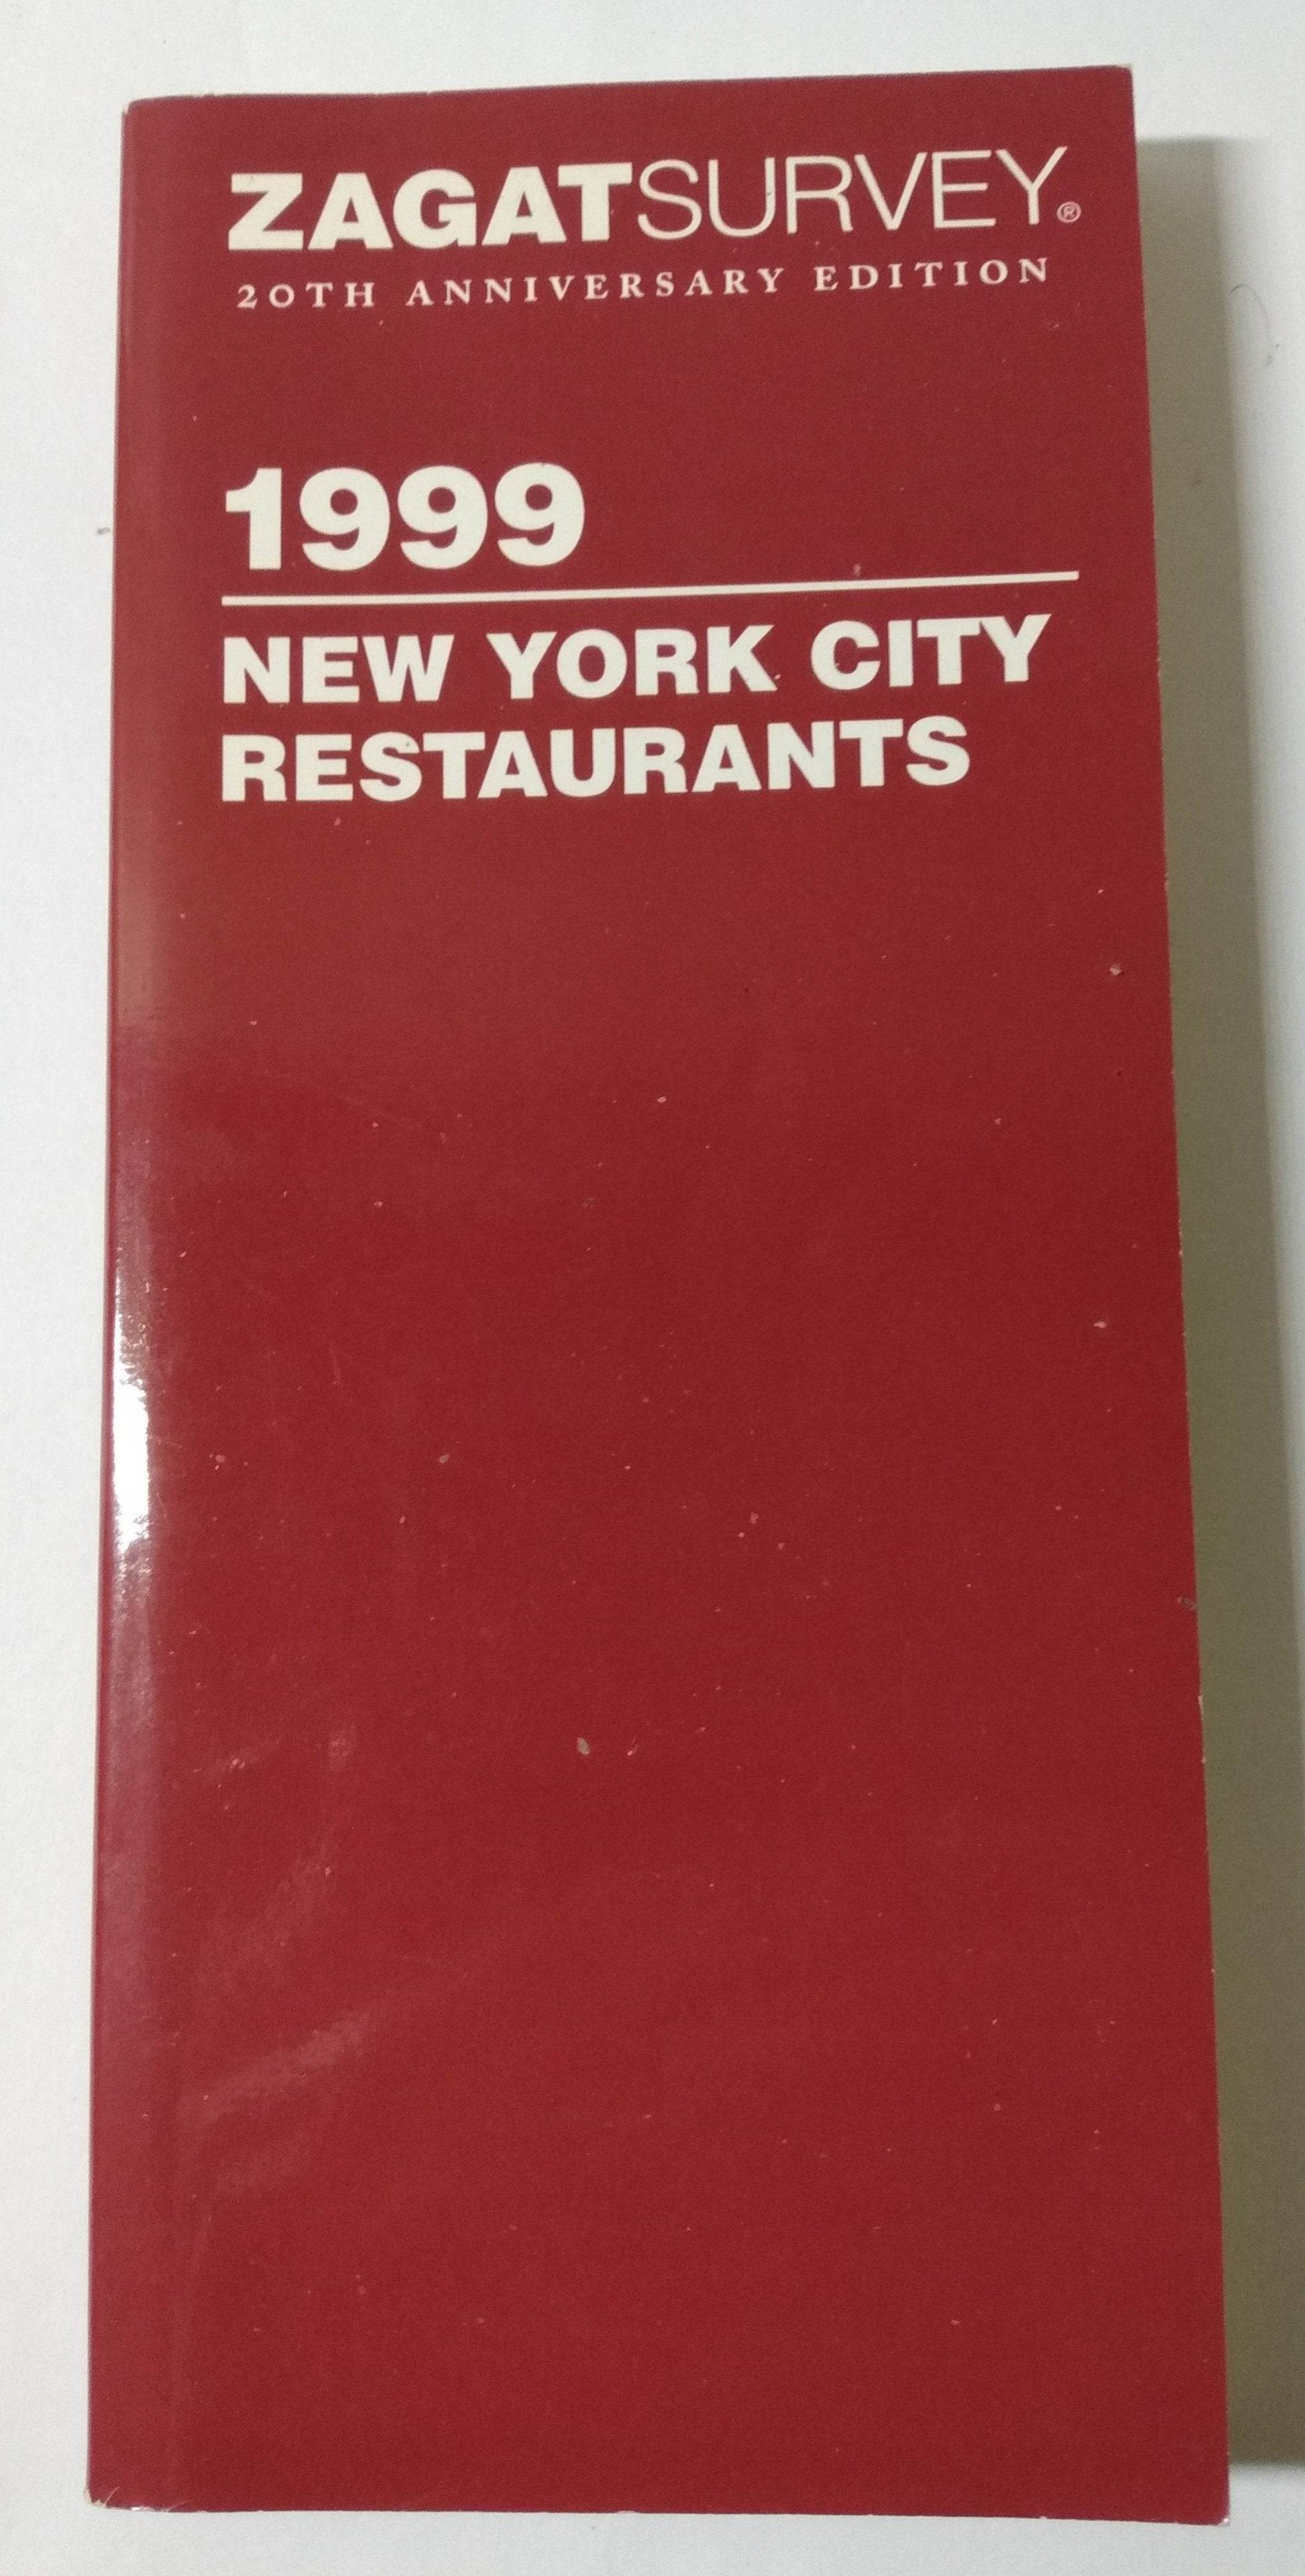 ZAGATSURVEY®
20TH ANNIVERSARY EDITION
1999
NEW YORK CITY
RESTAURANTS